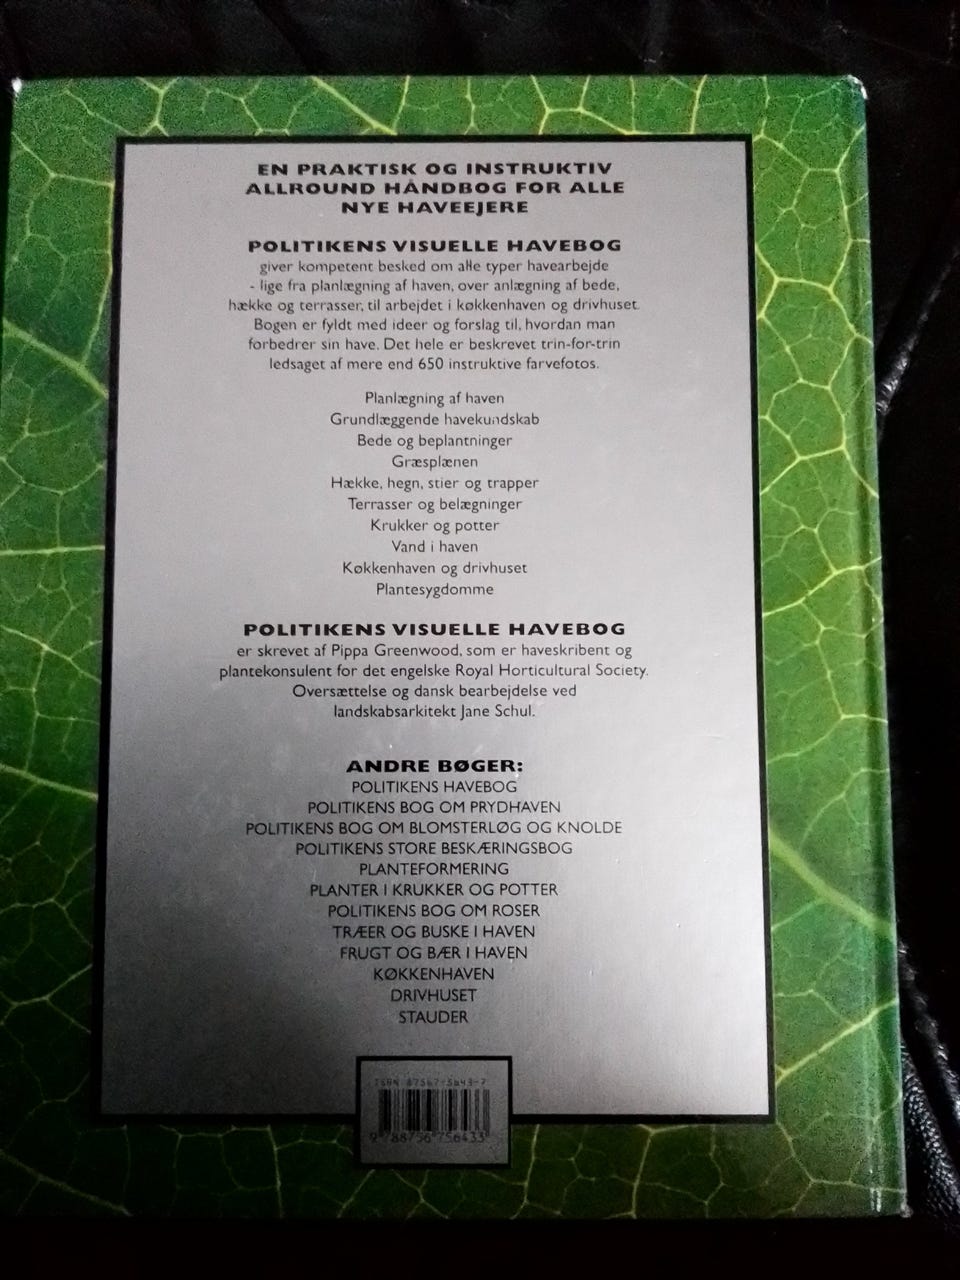 EN PRAKTISK OG INSTRUKTIV
ALLROUND HÅNDBOG FOR ALLE
NYE HAVEEJERE
POLITIKENS VISUELLE HAVEBOG
giver kompetent besked om alle typer havearbejde
- lige fra planlægning af haven, over anlægning af bede,
hække og terrasser, til arbejdet i køkkenhaven og drivhuset.
Bogen er fyldt med ideer og forslag til, hvordan man
forbedrer sin have. Det hele er beskrevet trin-for-trin
ledsaget af mere end 650 instruktive farvefotos.
Planlægning af haven
Grundlæggende havekundskab
Bede og beplantninger
Græsplænen
Hække, hegn, stier og trapper
Terrasser og belægninger
Krukker og potter
Vand i haven
Køkkenhaven og drivhuset
Plantesygdomme
POLITIKENS VISUELLE HAVEBOG
er skrevet af Pippa Greenwood, som er haveskribent og
plantekonsulent for det engelske Royal Horticultural Society.
Oversættelse og dansk bearbejdelse ved
landskabsarkitekt Jane Schul.
ANDRE BØGER:
POLITIKENS HAVEBOG
POLITIKENS BOG OM PRYDHAVEN
POLITIKENS BOG OM BLOMSTERLØG OG KNOLDE
POLITIKENS STORE BESKÆRINGSBOG
PLANTEFORMERING
PLANTER I KRUKKER OG POTTER
POLITIKENS BOG OM ROSER
TRÆER OG BUSKE I HAVEN
FRUGT OG BÆR I HAVEN
KØKKENHAVEN
DRIVHUSET
STAUDER
ISBN 87567-5643-7
9 788756 756433